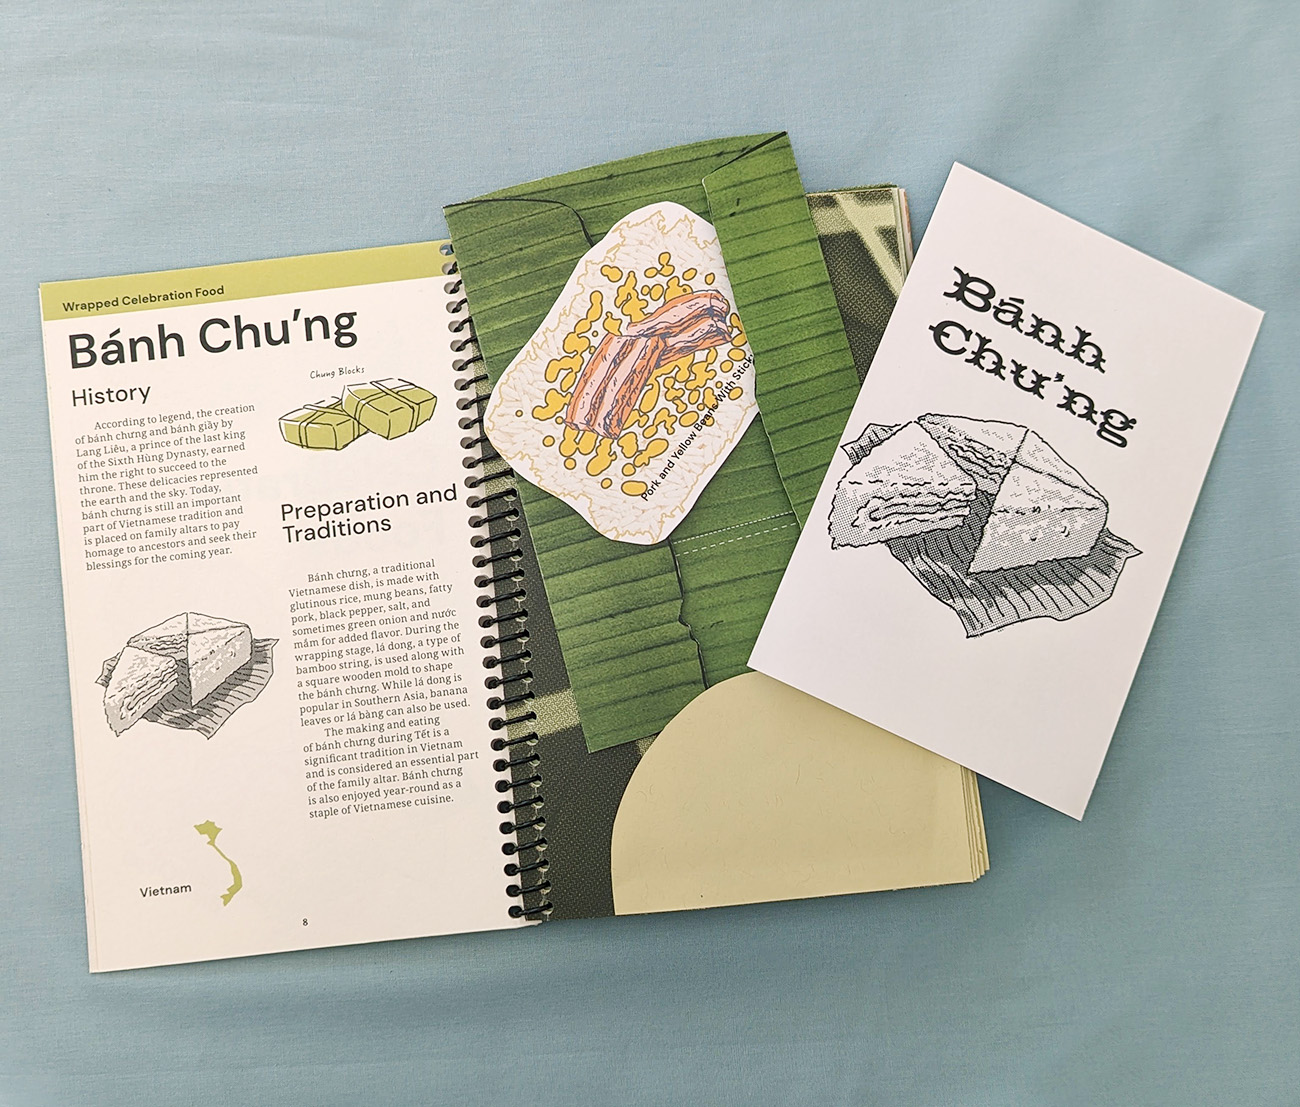 Wrapped Celebration Food
Bánh Chu’ng
History
According to legend, the creation
of bánh chưng and bánh giầy by
Lang Liêu, a prince of the last king
of the Sixth Hùng Dynasty, earned
him the right to succeed to the
throne. These delicacies represented
the earth and the sky. Today,
bánh chưng is still an important
part of Vietnamese tradition and
is placed on family altars to pay
homage to ancestors and seek their
blessings for the coming year.
Chung Blocks
Preparation and
Traditions
Bánh chưng, a traditional
Vietnamese dish, is made with
glutinous rice, mung beans, fatty
pork, black pepper, salt, and
sometimes green onion and nước
mắm for added flavor. During the
wrapping stage, lá dong, a type of
bamboo string, is used along with
a square wooden mold to shape
the bánh chưng. While lá dong is
popular in Southern Asia, banana
leaves or lá bàng can also be used.
The making and eating
of bánh chưng during Tết is a
significant tradition in Vietnam
and is considered an essential part
of the family altar. Bánh chưng
is also enjoyed year-round as a
staple of Vietnamese cuisine.
Vietnam
8
Pork and Yellow Beans With Stick
Bánh
Chu’ng